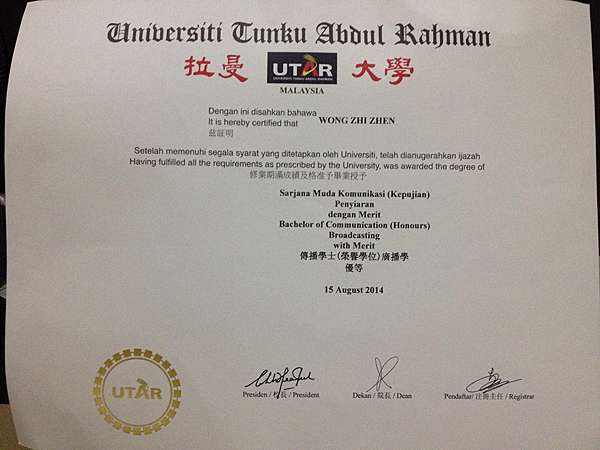 Universiti Tunku Abdul Rahman
拉曼 UTAR 大學
UNIVERSITI TUNKU ABDUL RAHMAN
MALAYSIA
Dengan ini disahkan bahawa
It is hereby certified that WONG ZHI ZHEN
茲証明
Setelah memenuhi segala syarat yang ditetapkan oleh Universiti, telah dianugerahkan ijazah
Having fulfilled all the requirements as prescribed by the University, was awarded the degree of
修業期滿成績及格准予畢業授予
Sarjana Muda Komunikasi (Kepujian)
Penyiaran
dengan Merit
Bachelor of Communication (Honours)
Broadcasting
with Merit
傳播學士(榮譽學位)廣播學
優等
15 August 2014
UTAR
Presiden / 校長 / President
Dekan / 院長 / Dean
Pendaftar/ 注冊主任 / Registrar